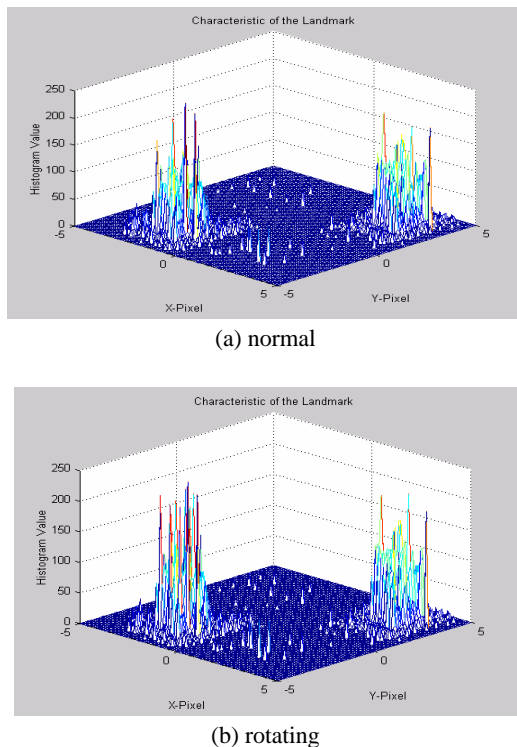 Characteristic of the Landmark
250
200
150
100
50
0
Histogram Value
-5
0
5
X-Pixel
-5
0
5
Y-Pixel
(a) normal
Characteristic of the Landmark
250
200
150
100
50
0
Histogram Value
-5
0
5
X-Pixel
-5
0
5
Y-Pixel
(b) rotating